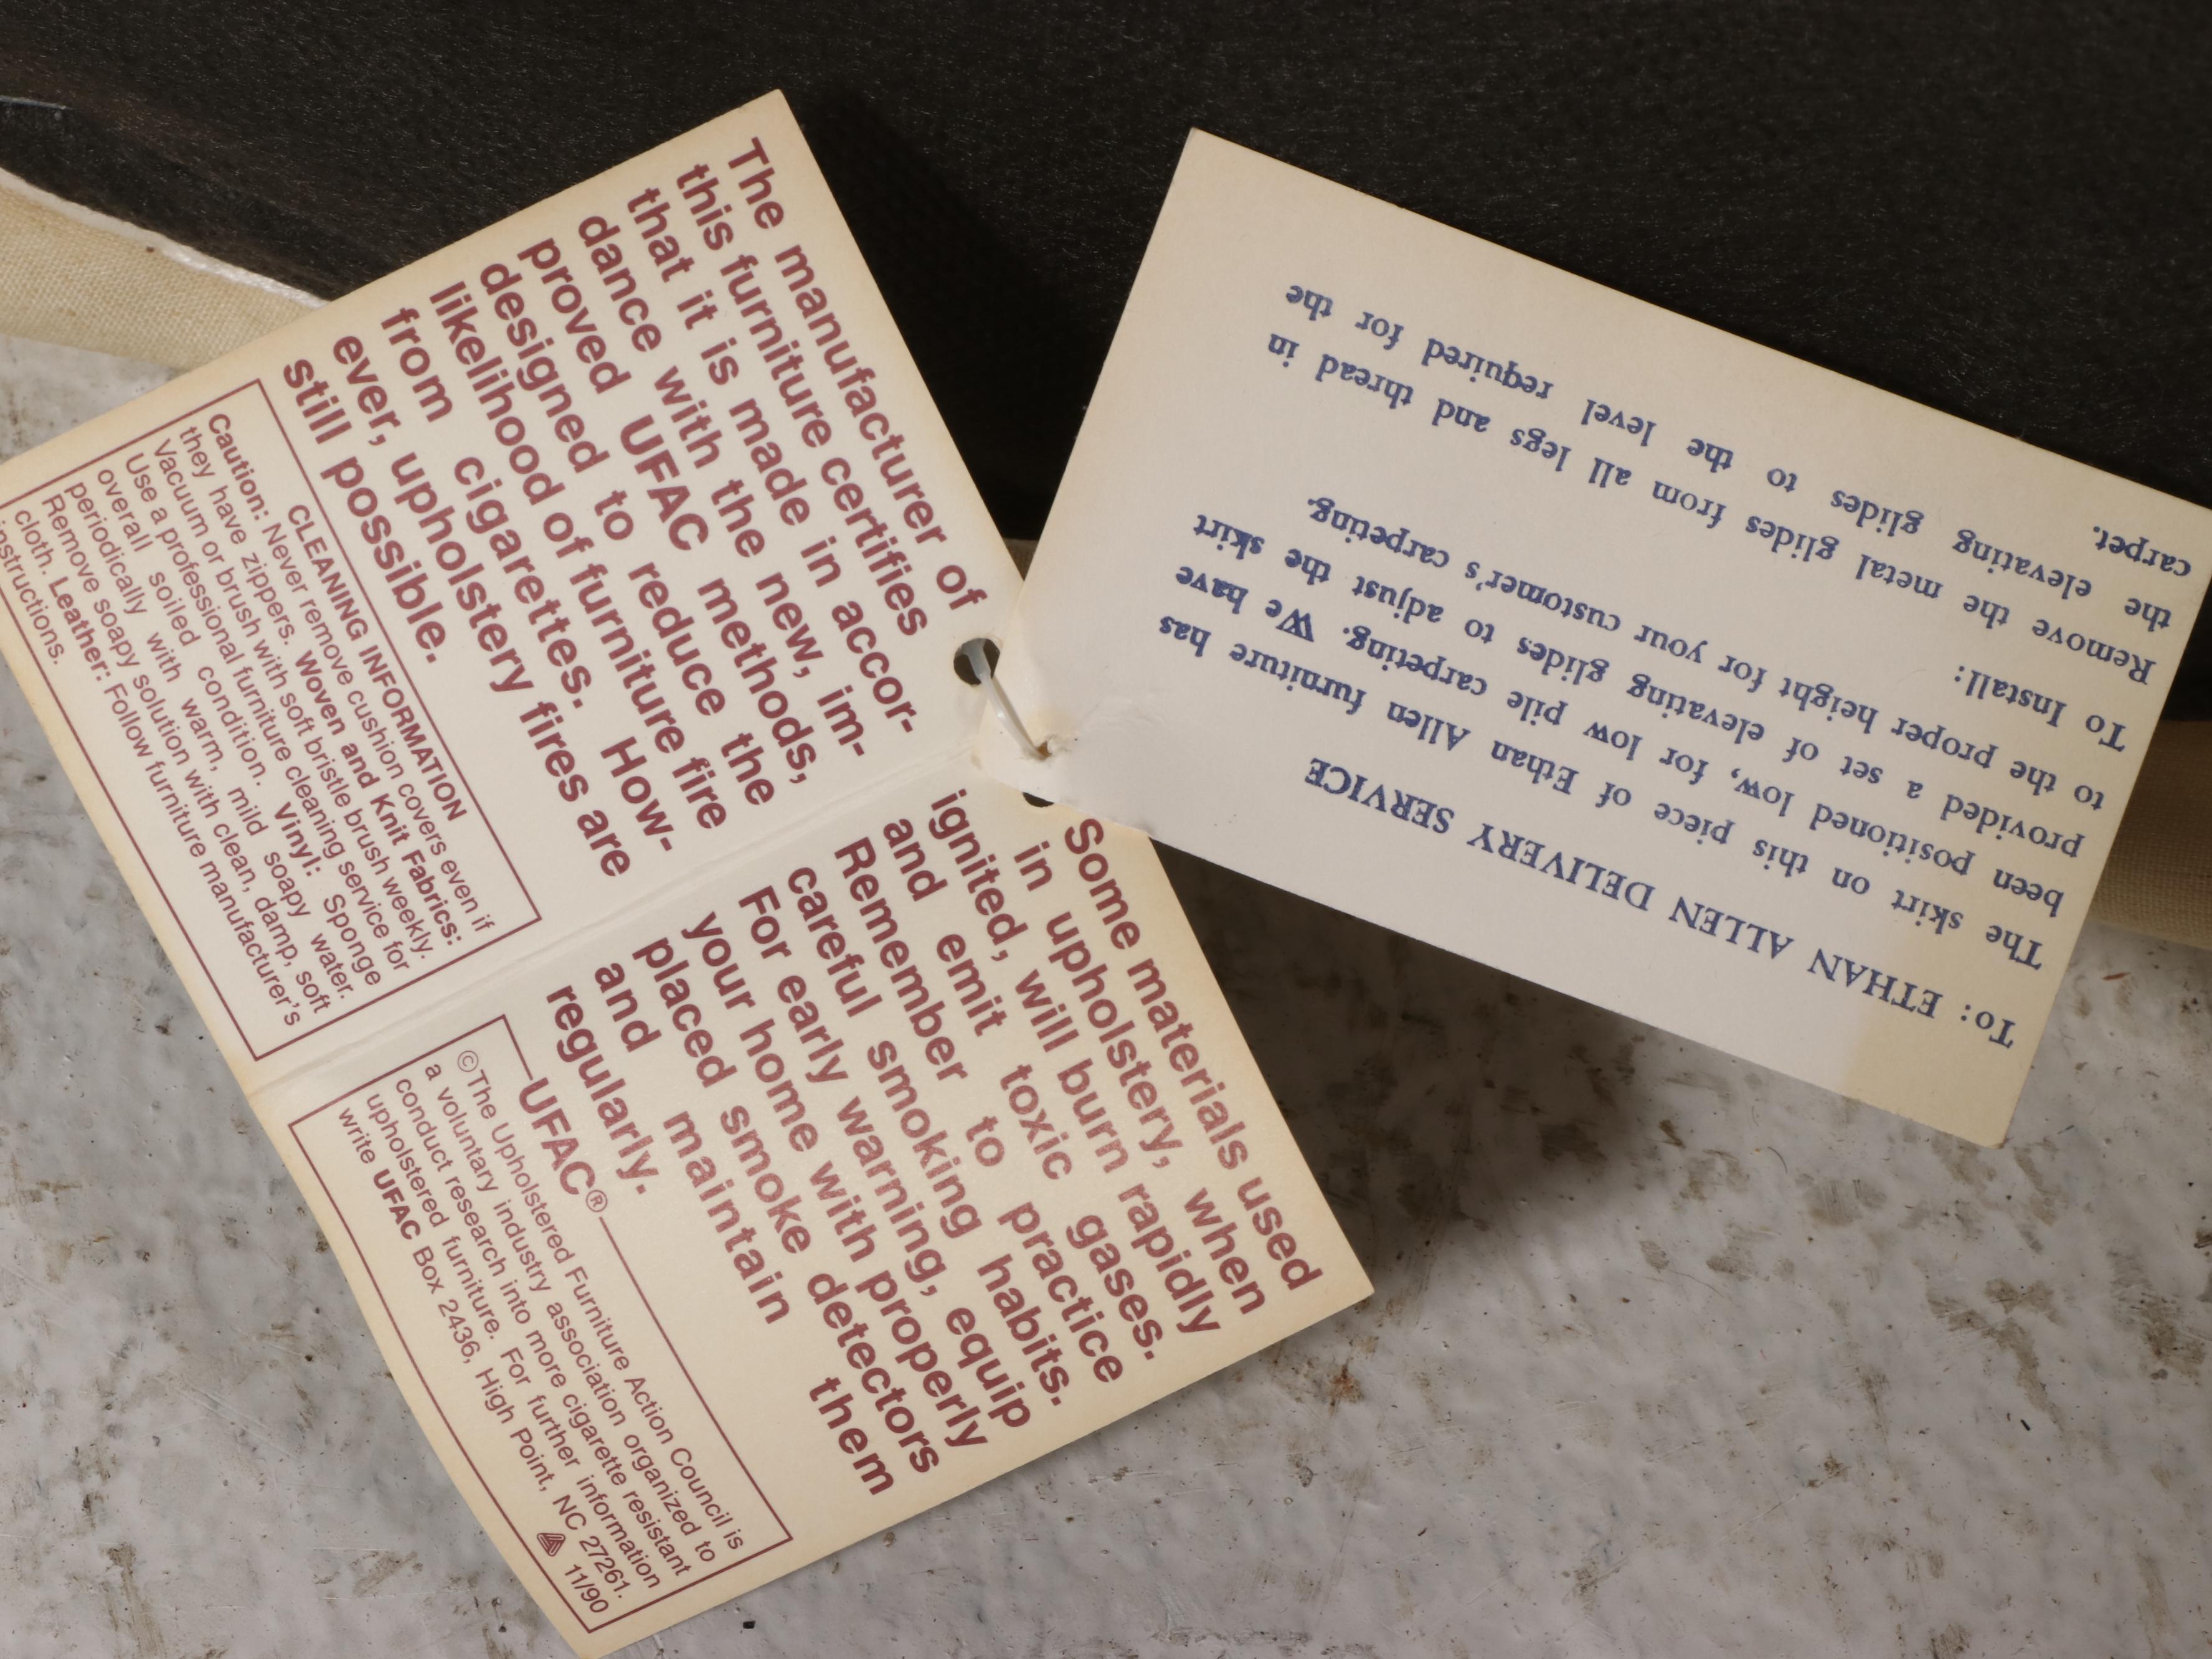 The manufacturer of
this furniture certifies
that it is made in accor-
dance with the new, im-
proved UFAC methods,
designed to reduce the
likelihood of furniture fire
from cigarettes. How-
ever, upholstery fires are
still possible.
CLEANING INFORMATION
Caution: Never remove cushion covers even if
they have zippers. Woven and Knit Fabrics:
Vacuum or brush with soft bristle brush weekly.
Use a professional furniture cleaning service for
overall soiled condition. Vinyl: Sponge
periodically with warm, mild soapy water.
Remove soapy solution with clean, damp, soft
cloth. Leather: Follow furniture manufacturer's
instructions.
Some materials used
in upholstery, when
ignited, will burn rapidly
and emit toxic gases.
Remember to practice
careful smoking habits.
For early warning, equip
your home with properly
placed smoke detectors
and maintain them
regularly.
UFAC®
©The Upholstered Furniture Action Council is
a voluntary industry association organized to
conduct research into more cigarette resistant
upholstered furniture. For further information
write UFAC Box 2436, High Point, NC 27261.
11/90
To: ETHAN ALLEN DELIVERY SERVICE
The skirt on this piece of Ethan Allen furniture has
been positioned low, for low pile carpeting. We have
provided a set of elevating glides to adjust the skirt
to the proper height for your customer's carpeting.
To Install:
Remove the metal glides from all legs and thread in
the elevating glides to the level required for the
carpet.